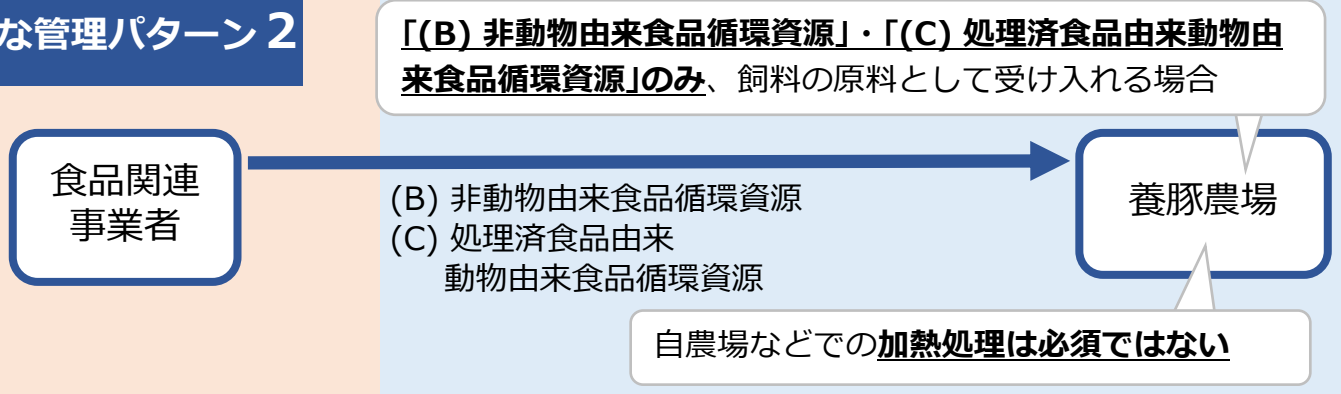 な管理パターン 2
「(B) 非動物由来食品循環資源」・「(C) 処理済食品由来動物由
来食品循環資源」のみ、飼料の原料として受け入れる場合
食品関連
事業者
(B) 非動物由来食品循環資源
(C) 処理済食品由来
動物由来食品循環資源
養豚農場
自農場などでの加熱処理は必須ではない